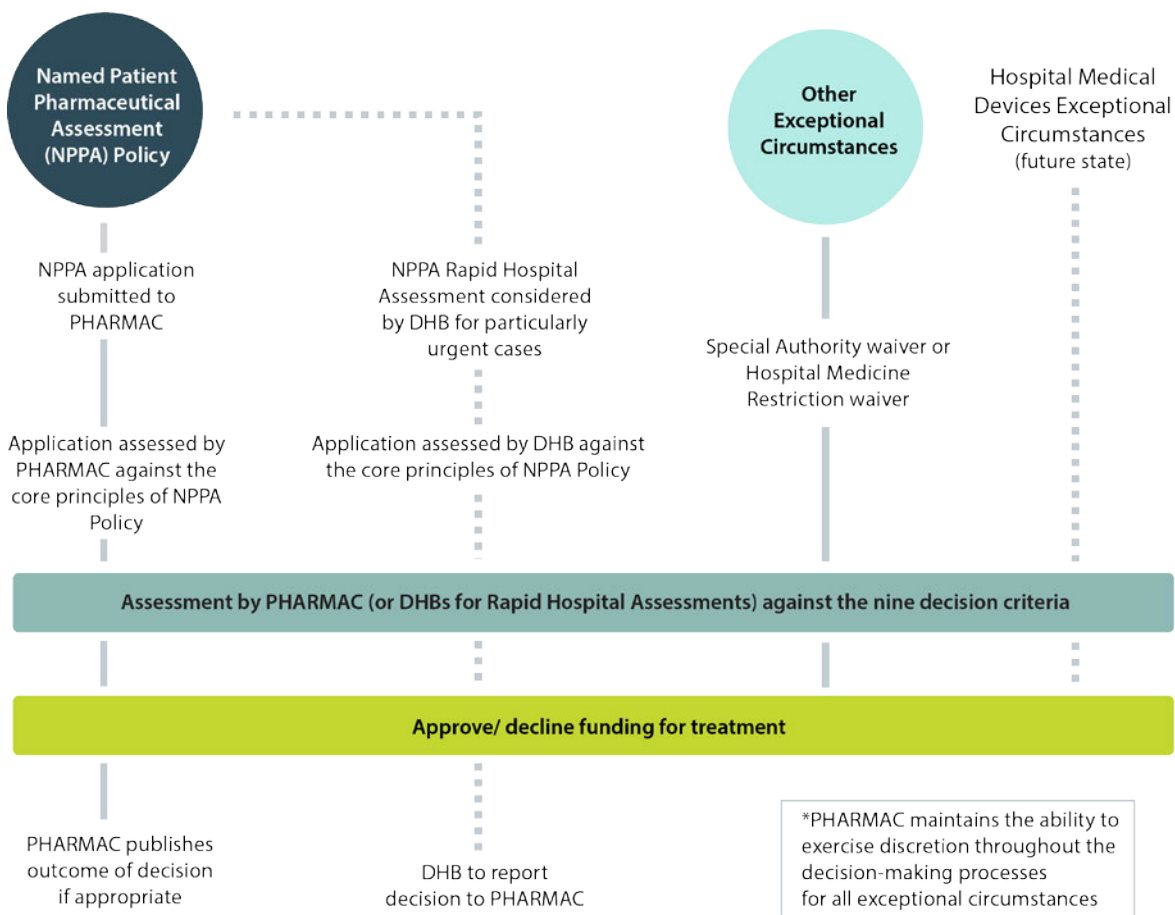 Named Patient
Pharmaceutical
Assessment
(NPPA) Policy
Other
Exceptional
Circumstances
Hospital Medical
Devices Exceptional
Circumstances
(future state)
NPPA application
submitted to
PHARMAC
NPPA Rapid Hospital
Assessment considered
by DHB for particularly
urgent cases
Special Authority waiver or
Hospital Medicine
Restriction waiver
Application assessed by
PHARMAC against the
core principles of NPPA
Policy
Application assessed by DHB against
the core principles of NPPA Policy
Assessment by PHARMAC (or DHBs for Rapid Hospital Assessments) against the nine decision criteria
Approve/ decline funding for treatment
PHARMAC publishes
outcome of decision
if appropriate
DHB to report
decision to PHARMAC
*PHARMAC maintains the ability to
exercise discretion throughout the
decision-making processes
for all exceptional circumstances